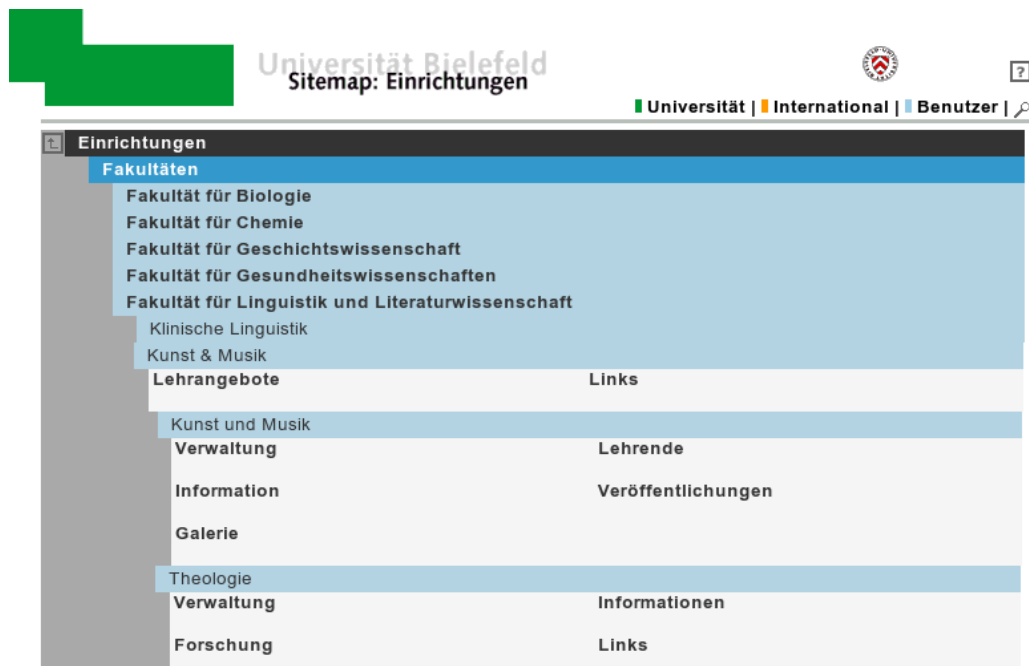 Universität Bielefeld
Sitemap: Einrichtungen
?
Universität | International | Benutzer |
Einrichtungen
Fakultäten
Fakultät für Biologie
Fakultät für Chemie
Fakultät für Geschichtswissenschaft
Fakultät für Gesundheitswissenschaften
Fakultät für Linguistik und Literaturwissenschaft
Klinische Linguistik
Kunst & Musik
Lehrangebote Links
Kunst und Musik
Verwaltung Lehrende
Information Veröffentlichungen
Galerie
Theologie
Verwaltung Informationen
Forschung Links